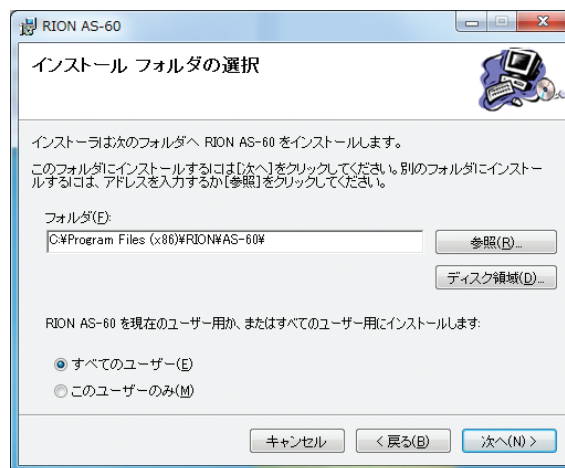 RION AS-60
インストール フォルダの選択
インストーラは次のフォルダへ RION AS-60 をインストールします。
このフォルダにインストールするには[次へ]をクリックしてください。別のフォルダにインストー
ルするには、アドレスを入力するか[参照]をクリックしてください。
フォルダ(F):
C:¥Program Files (x86)¥RION¥AS-60¥
参照(R)...
ディスク領域(D)...
RION AS-60 を現在のユーザー用か、またはすべてのユーザー用にインストールします:
すべてのユーザー(E)
このユーザーのみ(M)
キャンセル
< 戻る(B)
次へ(N) >